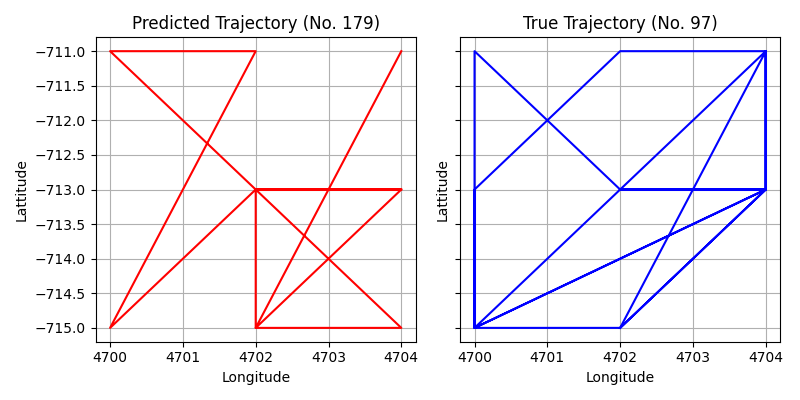 Predicted Trajectory (No. 179)
True Trajectory (No. 97)
Lattitude
−711.0
−711.5
−712.0
−712.5
−713.0
−713.5
−714.0
−714.5
−715.0
4700 4701 4702 4703 4704
Longitude
Lattitude
4700 4701 4702 4703 4704
Longitude